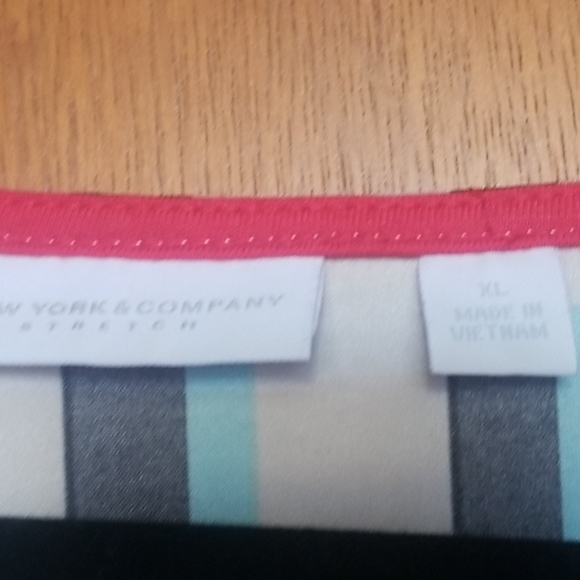 W YORK & COMPANY
STRETCH
XL
MADE IN
VIETNAM